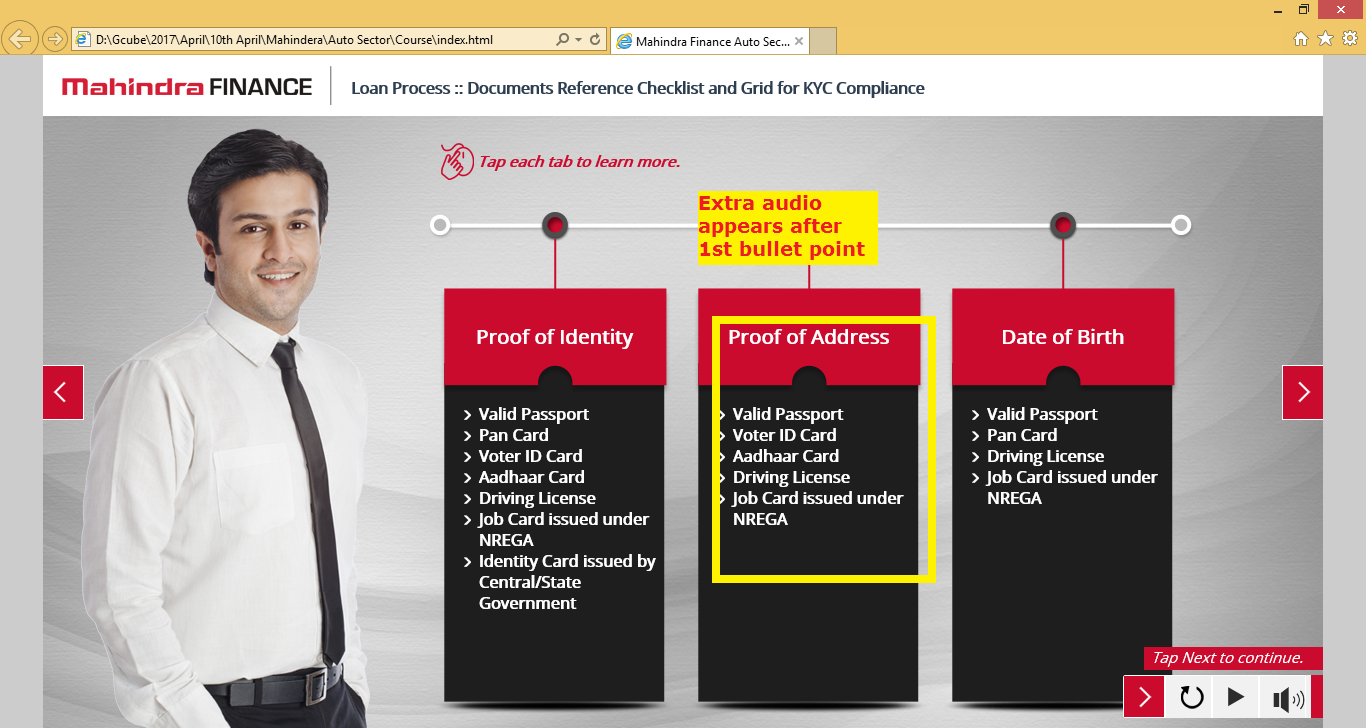 D:\Gcube\2017\April\10th April\Mahindera\Auto Sector\Course\index.html
Mahindra Finance Auto Sec...
Mahindra FINANCE
Loan Process :: Documents Reference Checklist and Grid for KYC Compliance
Tap each tab to learn more.
Extra audio
appears after
1st bullet point
Proof of Identity
Valid Passport
Pan Card
Voter ID Card
Aadhaar Card
Driving License
Job Card issued under
NREGA
Identity Card issued by
Central/State
Government
Proof of Address
Valid Passport
Voter ID Card
Aadhaar Card
Driving License
Job Card issued under
NREGA
Date of Birth
Valid Passport
Pan Card
Driving License
Job Card issued under
NREGA
Tap Next to continue.